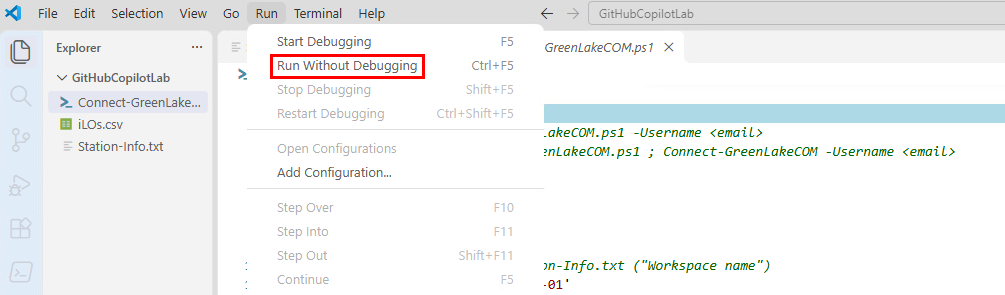 File Edit Selection View Go Run Terminal Help GitHubCopilotLab
Explorer
GitHubCopilotLab
Connect-GreenLake...
iLOs.csv
Station-Info.txt
Start Debugging F5
Run Without Debugging Ctrl+F5
Stop Debugging Shift+F5
Restart Debugging Ctrl+Shift+F5
Open Configurations
Add Configuration...
Step Over F10
Step Into F11
Step Out Shift+F11
Continue F5
GreenLakeCOM.ps1
LakeCOM.ps1 -Username <email>
enLakeCOM.ps1 ; Connect-GreenLakeCOM -Username <email>
on-Info.txt ("Workspace name")
-01'